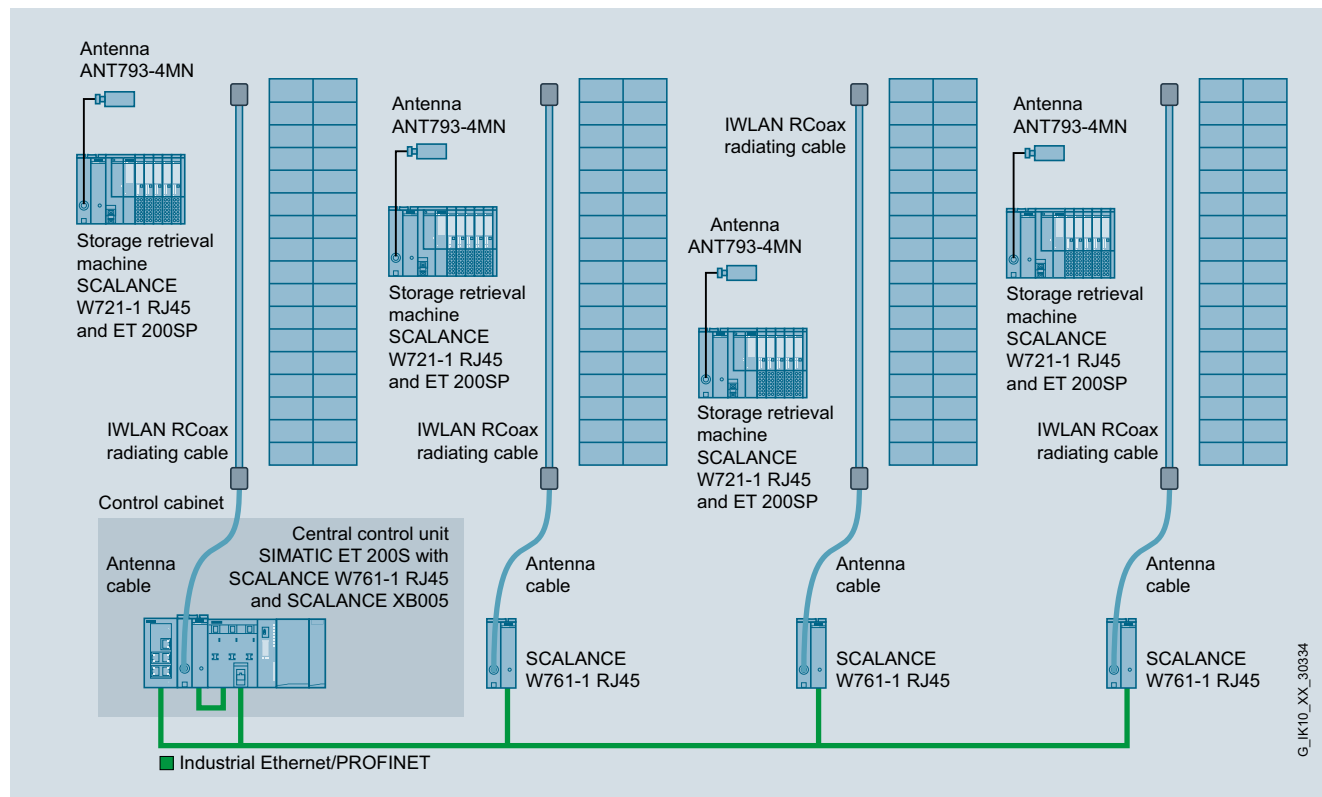 Antenna
ANT793-4MN
Storage retrieval
machine
SCALANCE
W721-1 RJ45
and ET 200SP
IWLAN RCoax
radiating cable
Antenna
ANT793-4MN
Storage retrieval
machine
SCALANCE
W721-1 RJ45
and ET 200SP
IWLAN RCoax
radiating cable
IWLAN RCoax
radiating cable
Antenna
ANT793-4MN
Storage retrieval
machine
SCALANCE
W721-1 RJ45
and ET 200SP
Antenna
ANT793-4MN
Storage retrieval
machine
SCALANCE
W721-1 RJ45
and ET 200SP
IWLAN RCoax
radiating cable
Control cabinet
Antenna
cable
Central control unit
SIMATIC ET 200S with
SCALANCE W761-1 RJ45
and SCALANCE XB005
Antenna
cable
SCALANCE
W761-1 RJ45
Antenna
cable
SCALANCE
W761-1 RJ45
Antenna
cable
SCALANCE
W761-1 RJ45
Industrial Ethernet/PROFINET
G_IK10_XX_30334